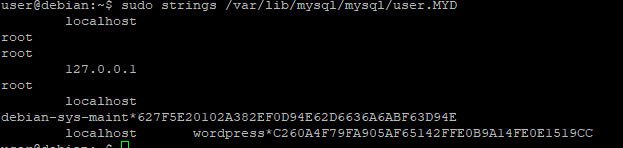 user@debian:~$ sudo strings /var/lib/mysql/mysql/user.MYD
localhost
root
root
127.0.0.1
root
localhost
debian-sys-maint*627F5E20102A382EF0D94E62D6636A6ABF63D94E
localhost wordpress*C260A4F79FA905AF65142FFE0B9A14FE0E1519CC
user@debian:~$